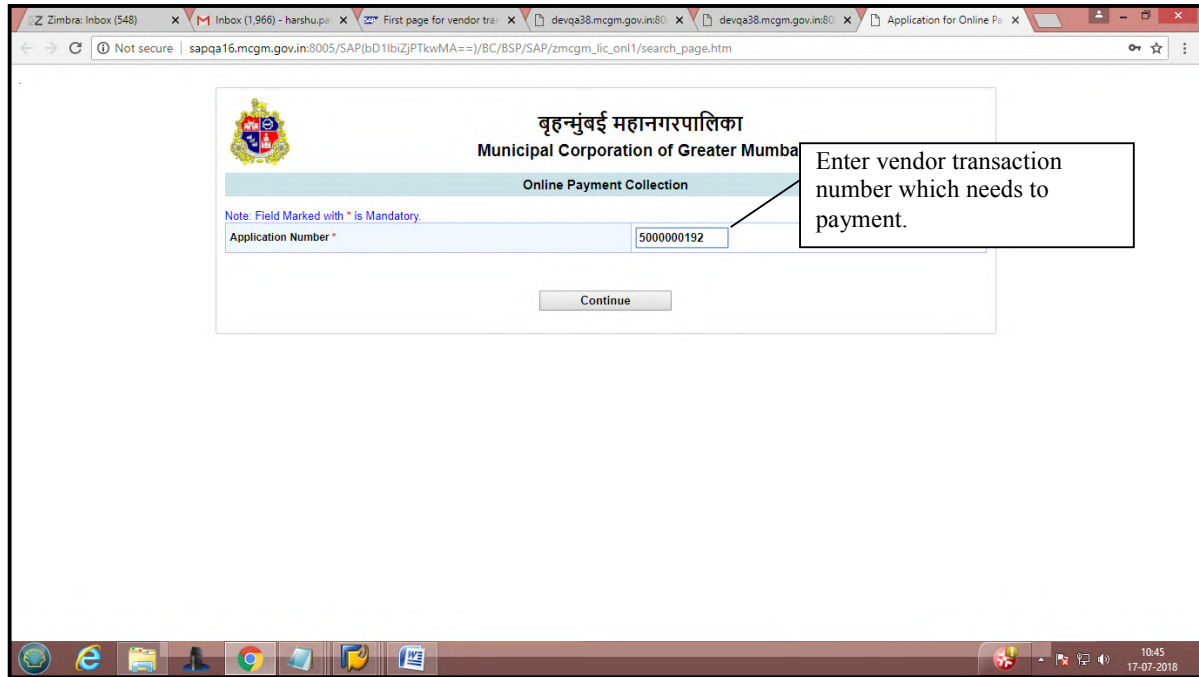 Zimbra: Inbox (548)
Inbox (1,966) - harshu.pa
First page for vendor tran
devqa38.mcgm.gov.in:80
devqa38.mcgm.gov.in:80
Application for Online Pa
Not secure | sapqa16.mcgm.gov.in:8005/SAP(bD1lbiZjPTkwMA==)/BC/BSP/SAP/zmcgm_lic_onl1/search_page.htm
बृहन्मुंबई महानगरपालिका
Municipal Corporation of Greater Mumba
Online Payment Collection
Enter vendor transaction
number which needs to
payment.
Note: Field Marked with * is Mandatory.
Application Number * 5000000192
Continue
10:45
17-07-2018